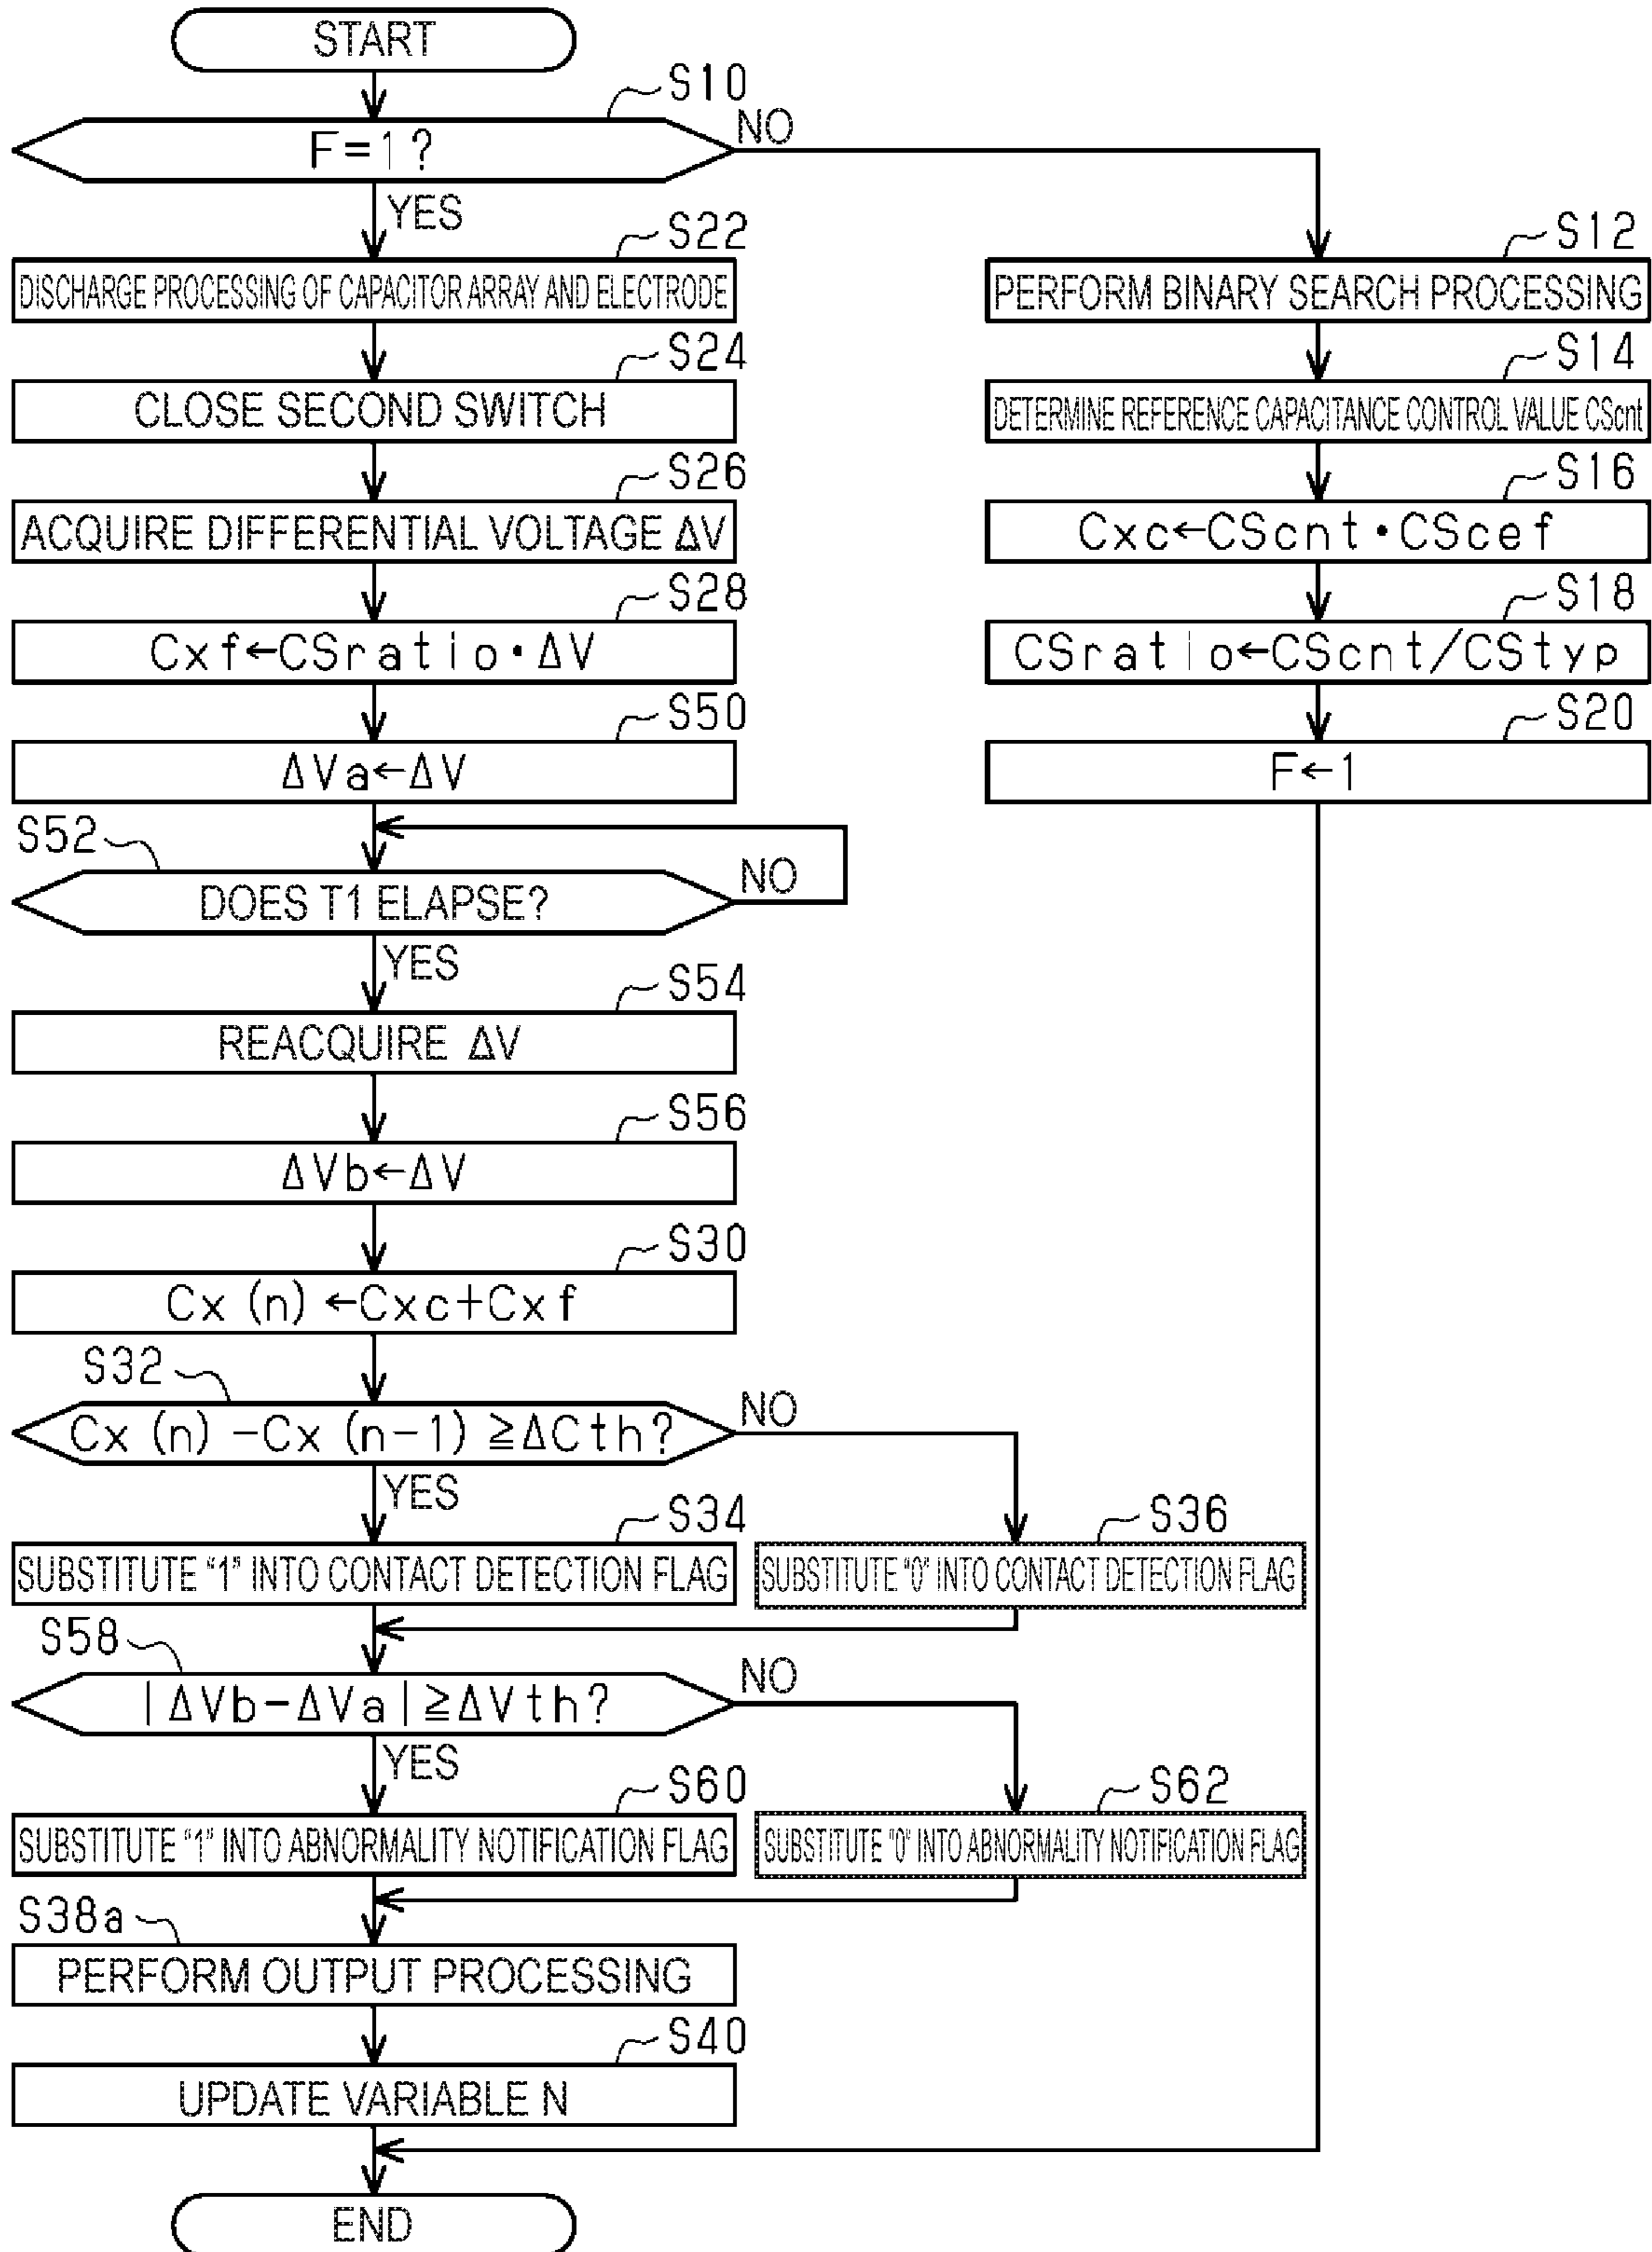 START
S10
F=1?
NO
YES
S22
DISCHARGE PROCESSING OF CAPACITOR ARRAY AND ELECTRODE
S24
CLOSE SECOND SWITCH
S26
ACQUIRE DIFFERENTIAL VOLTAGE ΔV
S28
Cxf←CSratio·ΔV
S50
ΔVa←ΔV
S52
DOES T1 ELAPSE?
NO
YES
S54
REACQUIRE ΔV
S56
ΔVb←ΔV
S30
Cx(n)←Cxc+Cxf
S32
Cx(n)-Cx(n-1)≧ΔCth?
NO
YES
S34
SUBSTITUTE "1" INTO CONTACT DETECTION FLAG
S36
SUBSTITUTE "0" INTO CONTACT DETECTION FLAG
S58
|ΔVb-ΔVa|≧ΔVth?
NO
YES
S60
SUBSTITUTE "1" INTO ABNORMALITY NOTIFICATION FLAG
S62
SUBSTITUTE "0" INTO ABNORMALITY NOTIFICATION FLAG
S38a
PERFORM OUTPUT PROCESSING
S40
UPDATE VARIABLE N
END
S12
PERFORM BINARY SEARCH PROCESSING
S14
DETERMINE REFERENCE CAPACITANCE CONTROL VALUE CScnt
S16
Cxc←CScnt·CScef
S18
CSratio←CScnt/CStyp
S20
F←1